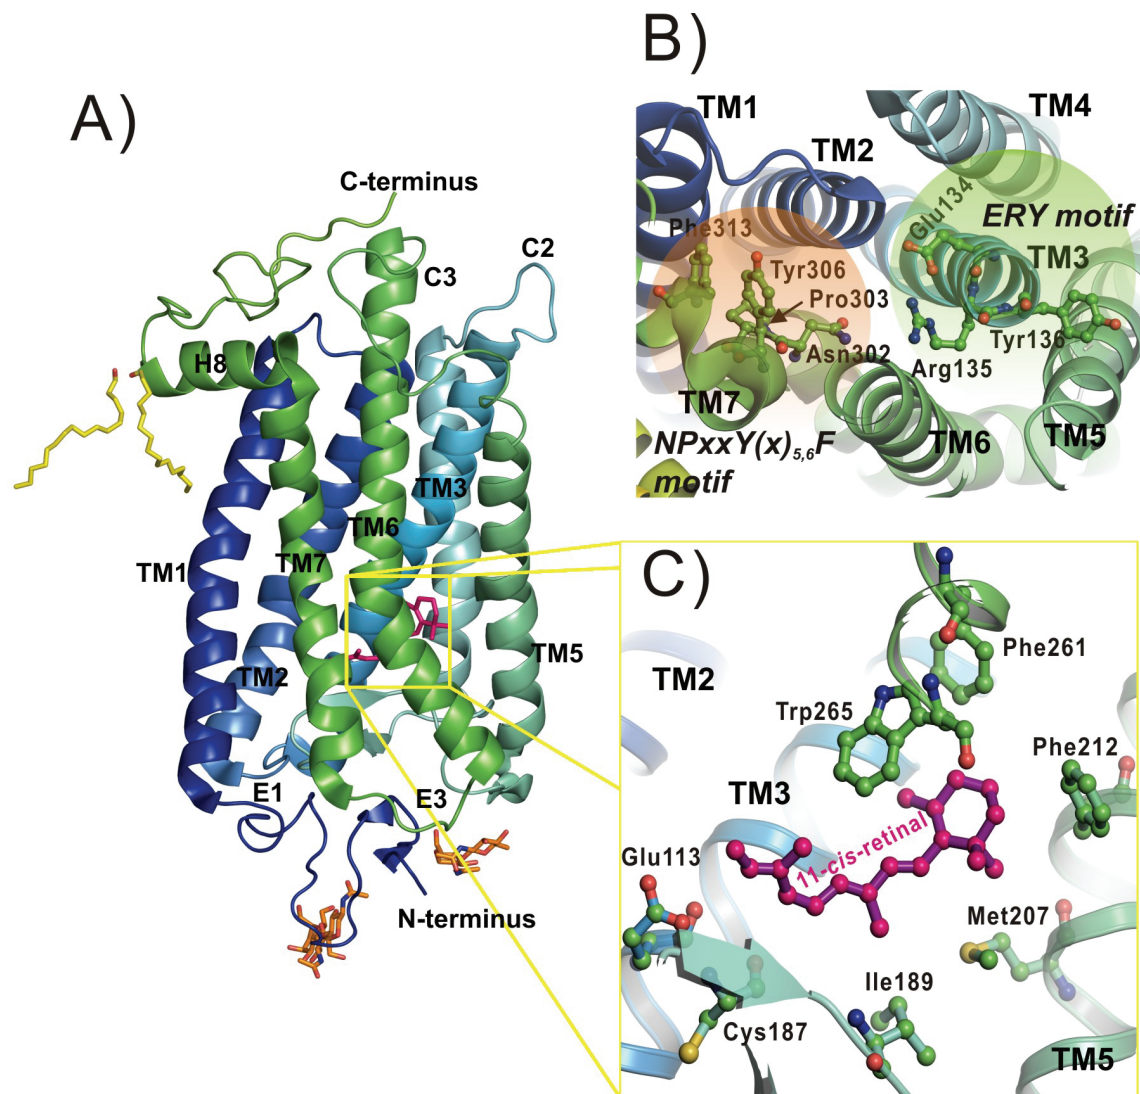 A)
C-terminus
C3
C2
H8
TM3
TM6
TM7
TM1
TM2
TM5
E1
E3
N-terminus
B)
TM1
TM4
TM2
Glu134
ERY motif
Phe313
TM3
Tyr306
Pro303
Asn302
Tyr136
Arg135
TM7
TM6
TM5
NPxxY(x)5,6F
motif
C)
Phe261
TM2
Trp265
Phe212
TM3
11-cis-retinal
Glu113
Met207
Ile189
Cys187
TM5